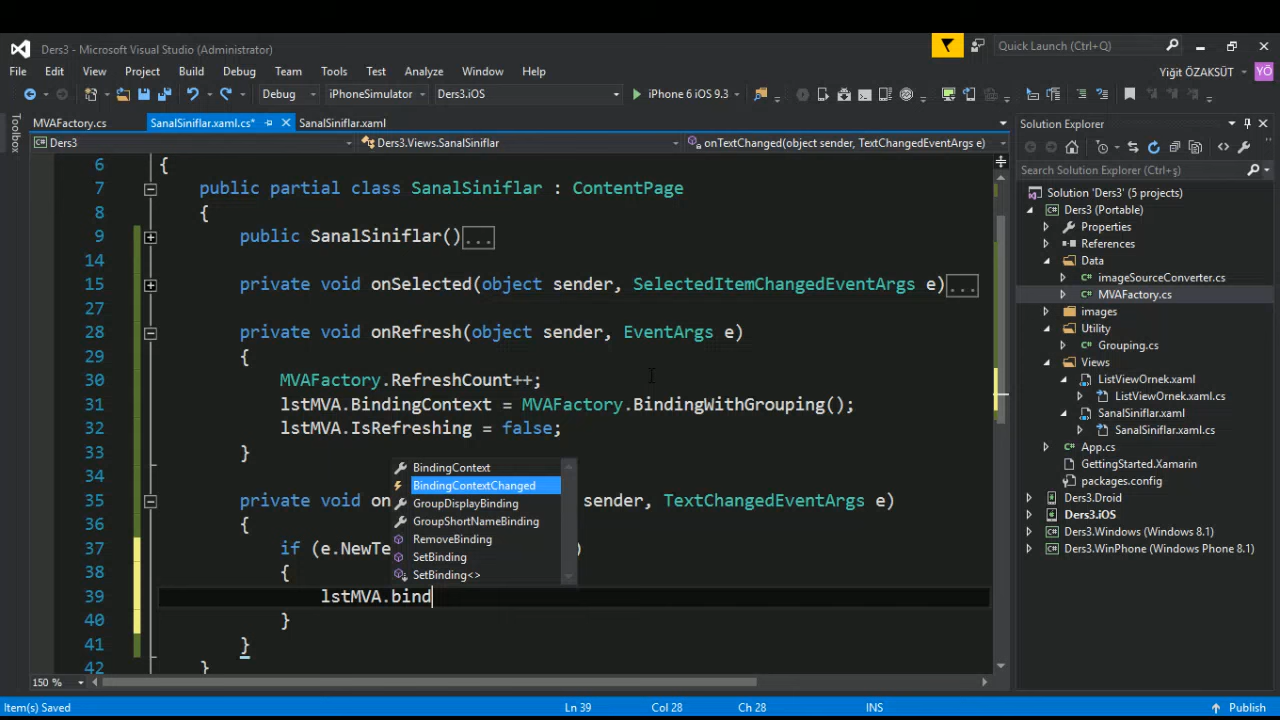 Ders3 - Microsoft Visual Studio (Administrator)
Quick Launch (Ctrl+Q)
File Edit View Project Build Debug Team Tools Test Analyze Window Help
Yiğit ÖZAKSÜT YÖ
Debug iPhoneSimulator Ders3.iOS iPhone 6 iOS 9.3
Toolbox
MVAFactory.cs SanalSiniflar.xaml.cs* SanalSiniflar.xaml
Ders3 Ders3.Views.SanalSiniflar onTextChanged(object sender, TextChangedEventArgs e)
6 {
7 public partial class SanalSiniflar : ContentPage
8 {
9 public SanalSiniflar()...
14
15 private void onSelected(object sender, SelectedItemChangedEventArgs e)...
27
28 private void onRefresh(object sender, EventArgs e)
29 {
30 MVAFactory.RefreshCount++;
31 lstMVA.BindingContext = MVAFactory.BindingWithGrouping();
32 lstMVA.IsRefreshing = false;
33 }
34
35 private void on sender, TextChangedEventArgs e)
36 {
37 if (e.NewTe )
38 {
39 lstMVA.bind
40 }
41 }
42 }
BindingContext
BindingContextChanged
GroupDisplayBinding
GroupShortNameBinding
RemoveBinding
SetBinding
SetBinding<>
150 %
Solution Explorer
Search Solution Explorer (Ctrl+ş)
Solution 'Ders3' (5 projects)
Ders3 (Portable)
Properties
References
Data
imageSourceConverter.cs
MVAFactory.cs
images
Utility
Grouping.cs
Views
ListViewOrnek.xaml
ListViewOrnek.xaml.cs
SanalSiniflar.xaml
SanalSiniflar.xaml.cs
App.cs
GettingStarted.Xamarin
packages.config
Ders3.Droid
Ders3.iOS
Ders3.Windows (Windows 8.1)
Ders3.WinPhone (Windows Phone 8.1)
Item(s) Saved Ln 39 Col 28 Ch 28 INS Publish